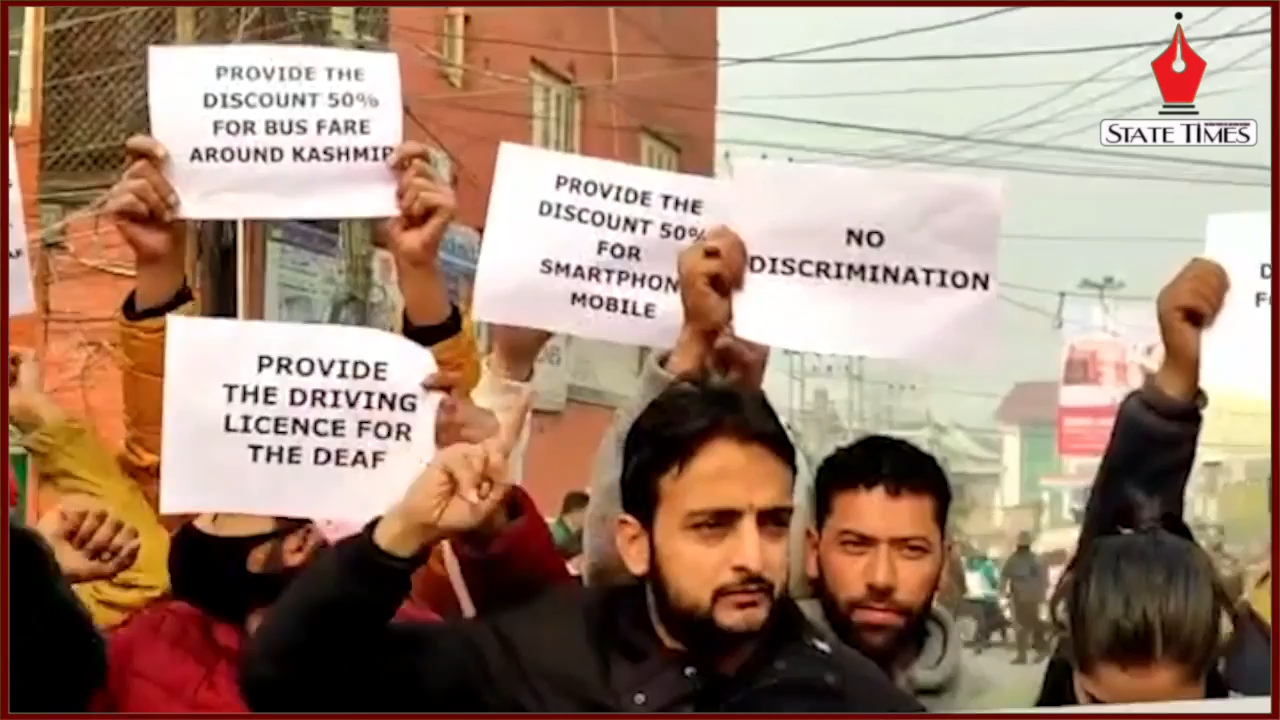 PROVIDE THE
DISCOUNT 50%
FOR BUS FARE
AROUND KASHMIR
PROVIDE THE
DISCOUNT 50%
FOR
SMARTPHON
MOBILE
NO
DISCRIMINATION
PROVIDE
THE DRIVING
LICENCE FOR
THE DEAF
STATE TIMES